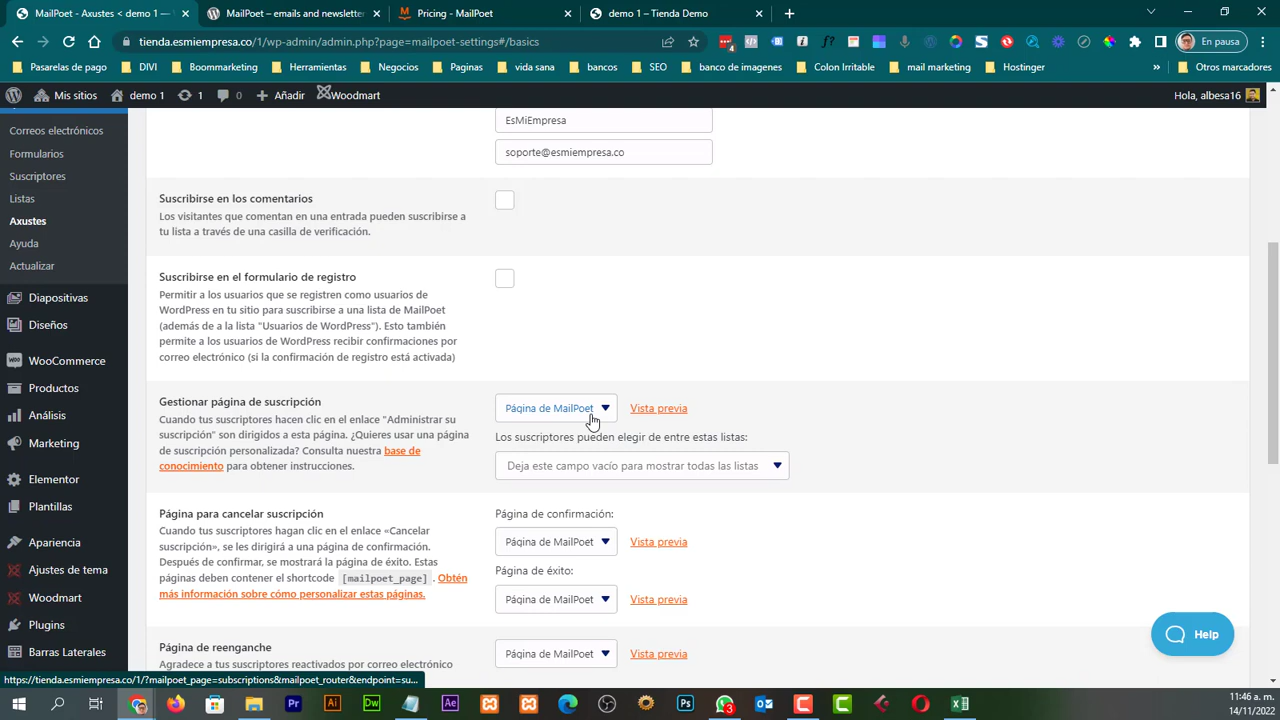 MailPoet - Axustes < demo 1 —
MailPoet – emails and newsletter
Pricing - MailPoet
demo 1 – Tienda Demo
tienda.esmiempresa.co/1/wp-admin/admin.php?page=mailpoet-settings#/basics
En pausa
Pasarelas de pago
DIVI
Forrmarketing
Herramientas
Negocios
Paginas
vida sana
bancos
SEO
banco de imagenes
Colon Irritable
mail marketing
Hostinger
»
Otros marcadores
Mis sitios
demo 1
1
0
Añadir
Woodmart
Hola, albesa16
Correos electrónicos
Formularios
Suscriptores
Listas
Axustes
Ayuda
Actualizar
Diapositivas
Diseños
WooCommerce
Productos
Análisis
Marketing
Elementor
Plantillas
Apariencia
Ajustes de tema
Woodmart
Plugins
Barras Laterales
EsMiEmpresa
soporte@esmiempresa.co
Suscribirse en los comentarios
Los visitantes que comentan en una entrada pueden suscribirse a
tu lista a través de una casilla de verificación.
Suscribirse en el formulario de registro
Permitir a los usuarios que se registren como usuarios de
WordPress en tu sitio para suscribirse a una lista de MailPoet
(además de a la lista "Usuarios de WordPress"). Esto también
permite a los usuarios de WordPress recibir confirmaciones por
correo electrónico (si la confirmación de registro está activada)
Gestionar página de suscripción
Cuando tus suscriptores hacen clic en el enlace "Administrar su
suscripción" son dirigidos a esta página. ¿Quieres usar una página
de suscripción personalizada? Consulta nuestra base de
conocimiento para obtener instrucciones.
Página de MailPoet
Vista previa
Los suscriptores pueden elegir de entre estas listas:
Deja este campo vacío para mostrar todas las listas
Página para cancelar suscripción
Cuando tus suscriptores hagan clic en el enlace «Cancelar
suscripción», se les dirigirá a una página de confirmación.
Después de confirmar, se mostrará la página de éxito. Estas
páginas deben contener el shortcode [mailpoet_page]. Obtén
más información sobre cómo personalizar estas páginas.
Página de confirmación:
Página de MailPoet
Vista previa
Página de éxito:
Página de MailPoet
Vista previa
Página de reenganche
Agradece a tus suscriptores reactivados por correo electrónico
Página de MailPoet
Vista previa
Help
https://tienda.esmiempresa.co/1/?mailpoet_page=subscriptions&mailpoet_router&endpoint=su...
11:46 a. m.
14/11/2022